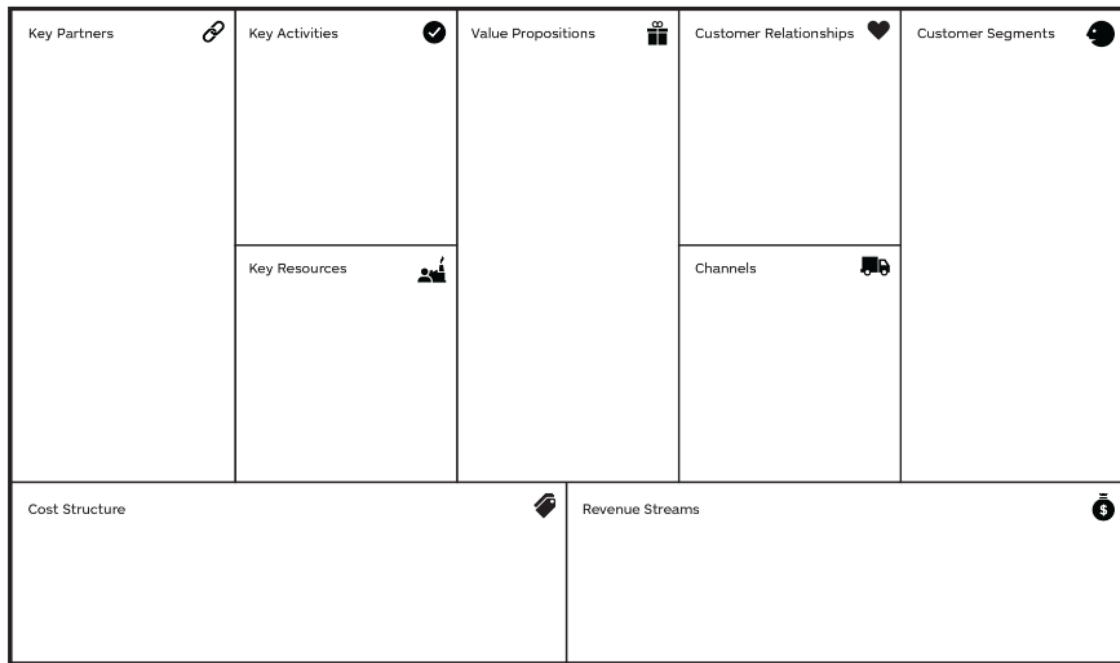 Key Partners
Key Activities
Value Propositions
Customer Relationships
Customer Segments
Key Resources
Channels
Cost Structure
Revenue Streams
$